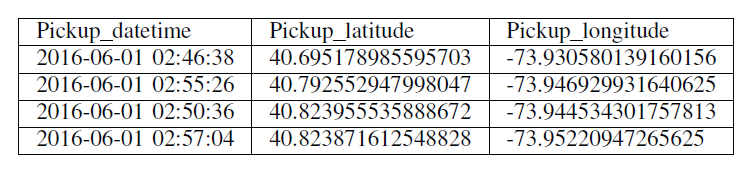 Pickup_datetime Pickup_latitude Pickup_longitude
2016-06-01 02:46:38 40.695178985595703 -73.930580139160156
2016-06-01 02:55:26 40.792552947998047 -73.946929931640625
2016-06-01 02:50:36 40.823955535888672 -73.944534301757813
2016-06-01 02:57:04 40.823871612548828 -73.95220947265625